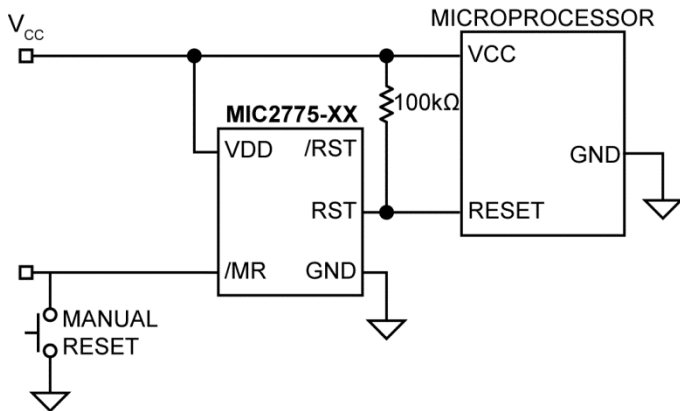 MICROPROCESSOR
VCC
VCC
100kΩ
MIC2775-XX
VDD
/RST
GND
RST
RESET
/MR
GND
MANUAL
RESET